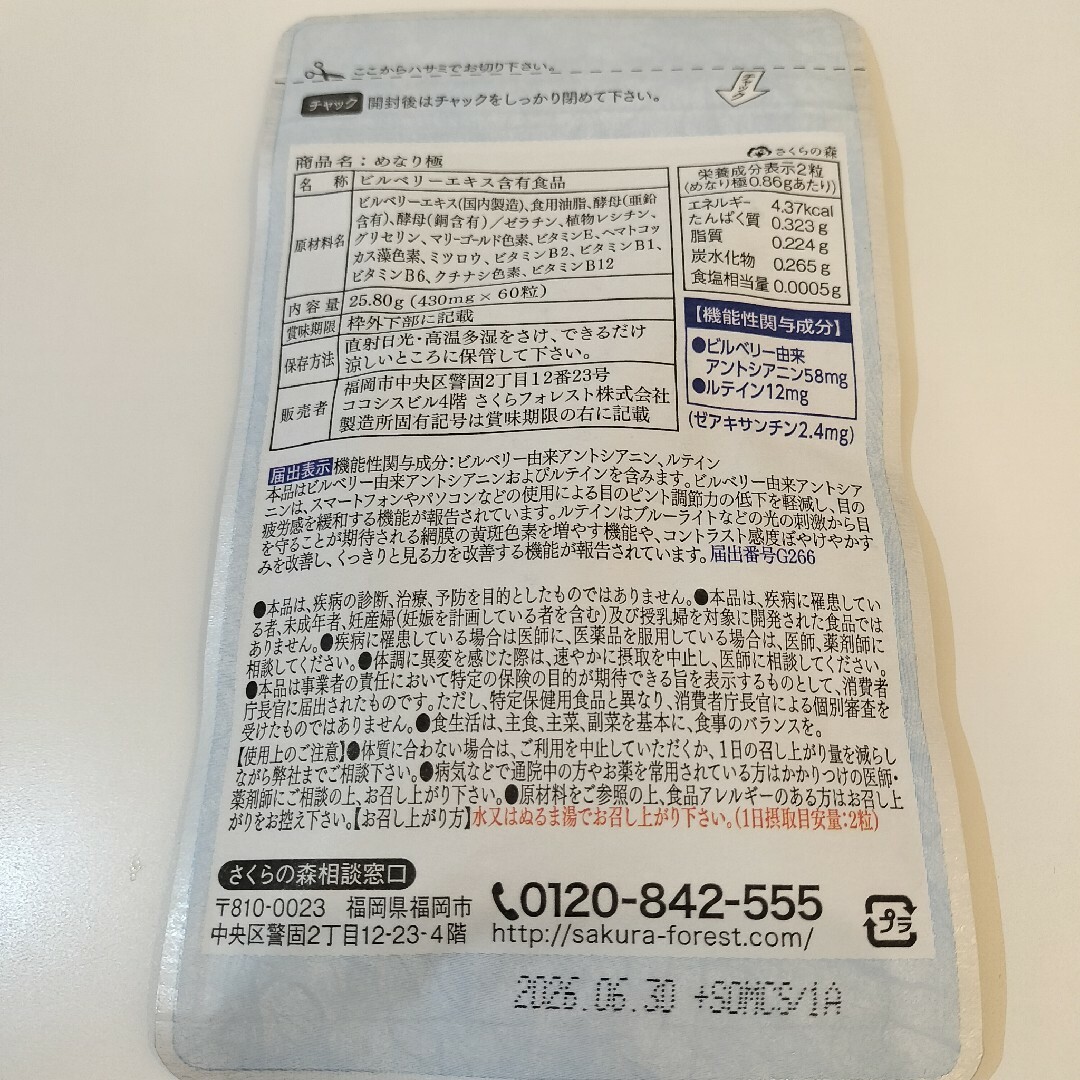 ここからハサミでお切り下さい。
チャック 開封後はチャックをしっかり閉めて下さい。
チャック
商品名：めなり極
さくらの森
名称 ビルベリーエキス含有食品
原材料名 ビルベリーエキス(国内製造)、食用油脂、酵母(亜鉛
含有)、酵母(銅含有)／ゼラチン、植物レシチン、
グリセリン、マリーゴールド色素、ビタミンE、ヘマトコッ
カス藻色素、ミツロウ、ビタミンB2、ビタミンB1、
ビタミンB6、クチナシ色素、ビタミンB12
内容量 25.80g (430mg×60粒)
賞味期限 枠外下部に記載
保存方法 直射日光・高温多湿をさけ、できるだけ
涼しいところに保管して下さい。
販売者 福岡市中央区警固2丁目12番23号
ココシスビル4階 さくらフォレスト株式会社
製造所固有記号は賞味期限の右に記載
栄養成分表示2粒
(めなり極0.86gあたり)
エネルギー 4.37kcal
たんぱく質 0.323g
脂質 0.224g
炭水化物 0.265g
食塩相当量 0.0005g
【機能性関与成分】
●ビルベリー由来
アントシアニン58mg
●ルテイン12mg
(ゼアキサンチン2.4mg)
届出表示 機能性関与成分：ビルベリー由来アントシアニン、ルテイン
本品はビルベリー由来アントシアニンおよびルテインを含みます。ビルベリー由来アントシア
ニンは、スマートフォンやパソコンなどの使用による目のピント調節力の低下を軽減し、目の
疲労感を緩和する機能が報告されています。ルテインはブルーライトなどの光の刺激から目
を守ることが期待される網膜の黄斑色素を増やす機能や、コントラスト感度(ぼやけやかす
みを改善し、くっきりと見る力)を改善する機能が報告されています。届出番号G266
●本品は、疾病の診断、治療、予防を目的としたものではありません。●本品は、疾病に罹患してい
る者、未成年者、妊産婦(妊娠を計画している者を含む)及び授乳婦を対象に開発された食品では
ありません。●疾病に罹患している場合は医師に、医薬品を服用している場合は、医師、薬剤師に
相談してください。●体調に異変を感じた際は、速やかに摂取を中止し、医師に相談してください。
●本品は事業者の責任において特定の保険の目的が期待できる旨を表示するものとして、消費者
庁長官に届出されたものです。ただし、特定保健用食品と異なり、消費者庁長官による個別審査を
受けたものではありません。●食生活は、主食、主菜、副菜を基本に、食事のバランスを。
【使用上のご注意】●体質に合わない場合は、ご利用を中止していただくか、1日の召し上がり量を減らし
ながら弊社までご相談下さい。●病気などで通院中の方やお薬を常用されている方はかかりつけの医師・
薬剤師にご相談の上、お召し上がり下さい。●原材料をご参照の上、食品アレルギーのある方はお召し上
がりをお控え下さい。【お召し上がり方】水又はぬるま湯でお召し上がり下さい。(1日摂取目安量：2粒)
さくらの森相談窓口
〒810-0023 福岡県福岡市
中央区警固2丁目12-23-4階
0120-842-555
http://sakura-forest.com/
プラ
2026.06.30 +SOMCS/1A